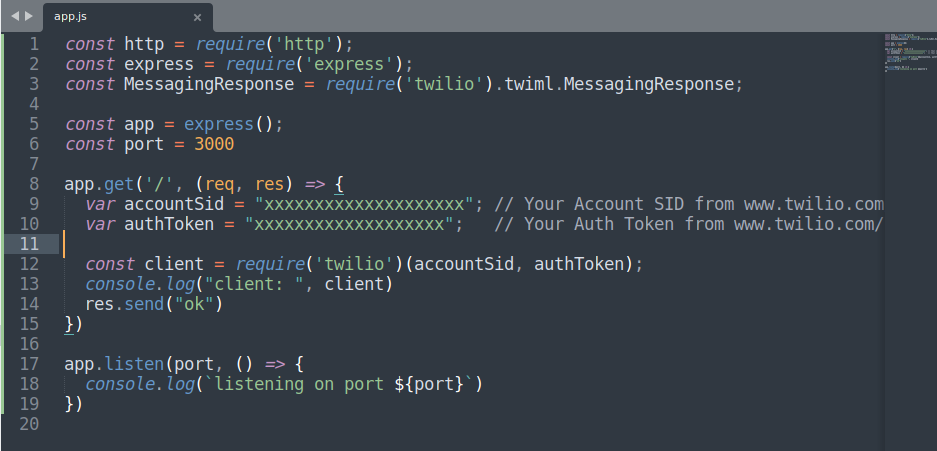 app.js ×
1 const http = require('http');
2 const express = require('express');
3 const MessagingResponse = require('twilio').twiml.MessagingResponse;
4
5 const app = express();
6 const port = 3000
7
8 app.get('/', (req, res) => {
9   var accountSid = "xxxxxxxxxxxxxxxxxxxx"; // Your Account SID from www.twilio.com
10   var authToken = "xxxxxxxxxxxxxxxxxxx";   // Your Auth Token from www.twilio.com/
11
12   const client = require('twilio')(accountSid, authToken);
13   console.log("client: ", client)
14   res.send("ok")
15 })
16
17 app.listen(port, () => {
18   console.log(`listening on port ${port}`)
19 })
20